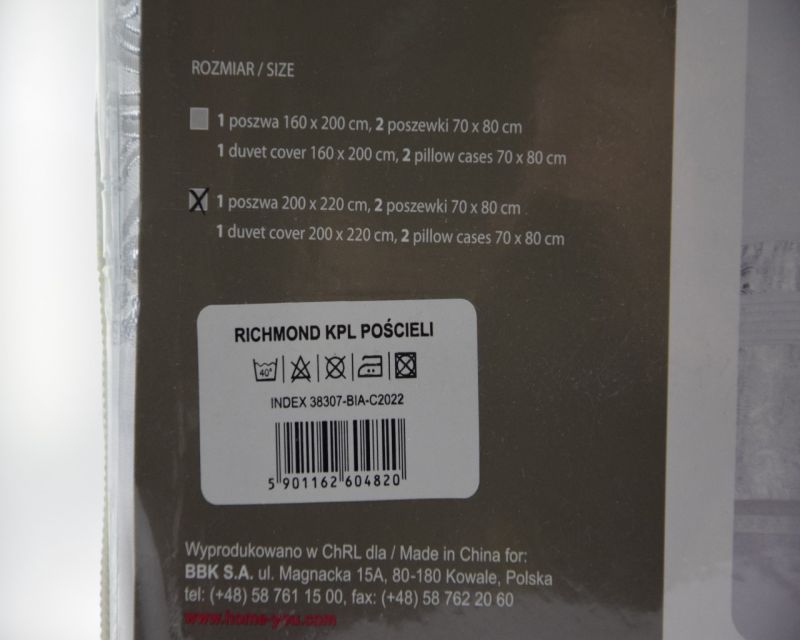 ROZMIAR / SIZE
1 poszwa 160 x 200 cm, 2 poszewki 70 x 80 cm
1 duvet cover 160 x 200 cm, 2 pillow cases 70 x 80 cm
1 poszwa 200 x 220 cm, 2 poszewki 70 x 80 cm
1 duvet cover 200 x 220 cm, 2 pillow cases 70 x 80 cm
RICHMOND KPL POŚCIELI
40°
INDEX 38307-BIA-C2022
5 901162 604820
Wyprodukowano w ChRL dla / Made in China for:
BBK S.A. ul. Magnacka 15A, 80-180 Kowale, Polska
tel: (+48) 58 761 15 00, fax: (+48) 58 762 20 60
www.home-you.com